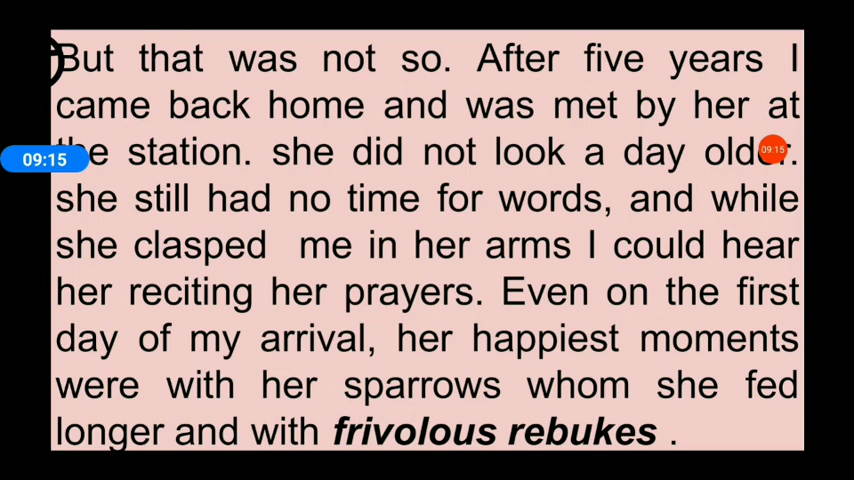 But that was not so. After five years I
came back home and was met by her at
the station. she did not look a day older.
she still had no time for words, and while
she clasped me in her arms I could hear
her reciting her prayers. Even on the first
day of my arrival, her happiest moments
were with her sparrows whom she fed
longer and with frivolous rebukes .
09:15
09:15